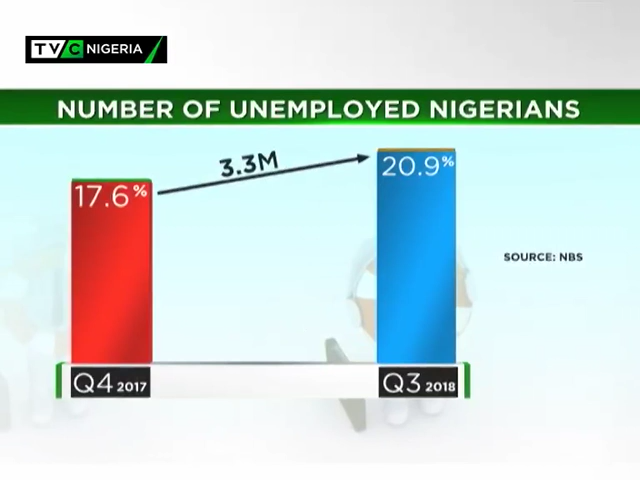 TVC NIGERIA
NUMBER OF UNEMPLOYED NIGERIANS
3.3M
17.6%
20.9%
SOURCE: NBS
Q4 2017
Q3 2018